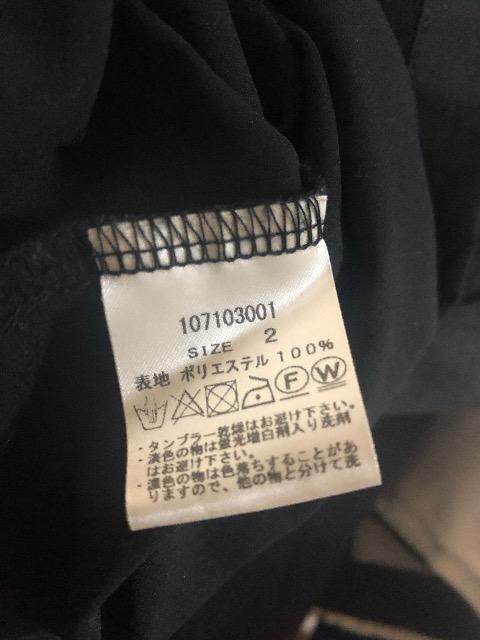 107103001
SIZE 2
表地 ポリエステル 100%
F W
・タンブラー乾燥はお避け下さい。
・淡色の物は蛍光増白剤入り洗剤
はお避け下さい。
・濃色の物は色落ちすることがあ
りますので、他の物と分けて洗